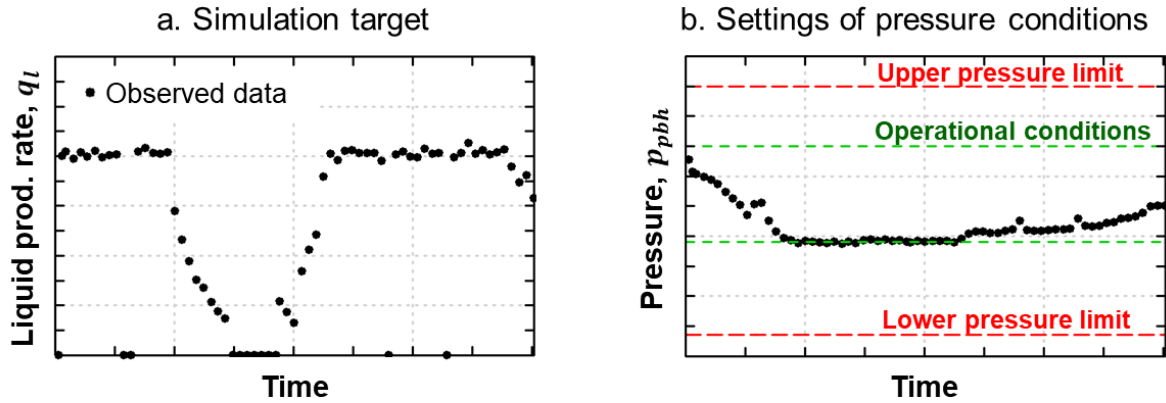 a. Simulation target
Liquid prod. rate, q_l
Observed data
Time
b. Settings of pressure conditions
Pressure, p_pbh
Upper pressure limit
Operational conditions
Lower pressure limit
Time